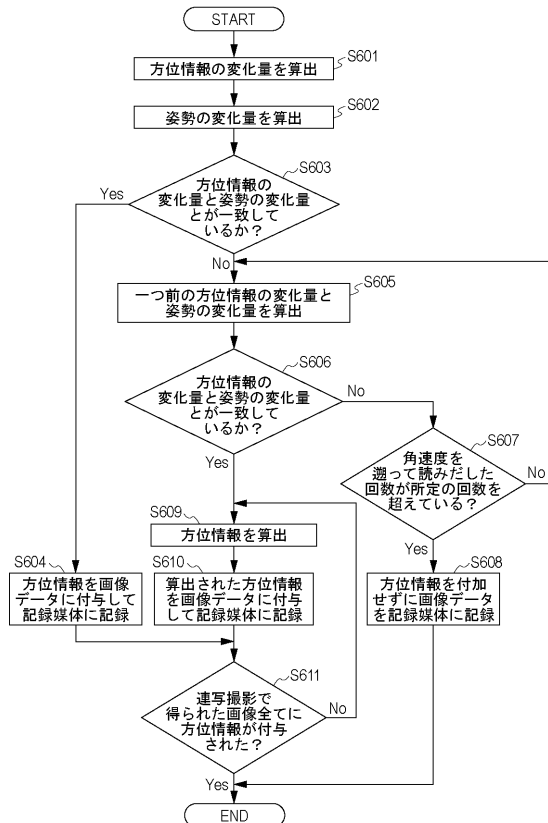 START
S601
方位情報の変化量を算出
S602
姿勢の変化量を算出
S603
方位情報の
変化量と姿勢の変化量
とが一致して
いるか？
Yes
No
S605
一つ前の方位情報の変化量と
姿勢の変化量を算出
S606
方位情報の
変化量と姿勢の変化量
とが一致して
いるか？
No
Yes
S607
角速度を
遡って読みだした
回数が所定の回数を
超えている？
No
Yes
S609
方位情報を算出
S604
方位情報を画像
データに付与して
記録媒体に記録
S610
算出された方位情報
を画像データに付与
して記録媒体に記録
S608
方位情報を付加
せずに画像データ
を記録媒体に記録
S611
連写撮影で
得られた画像全てに
方位情報が付与
された？
No
Yes
END